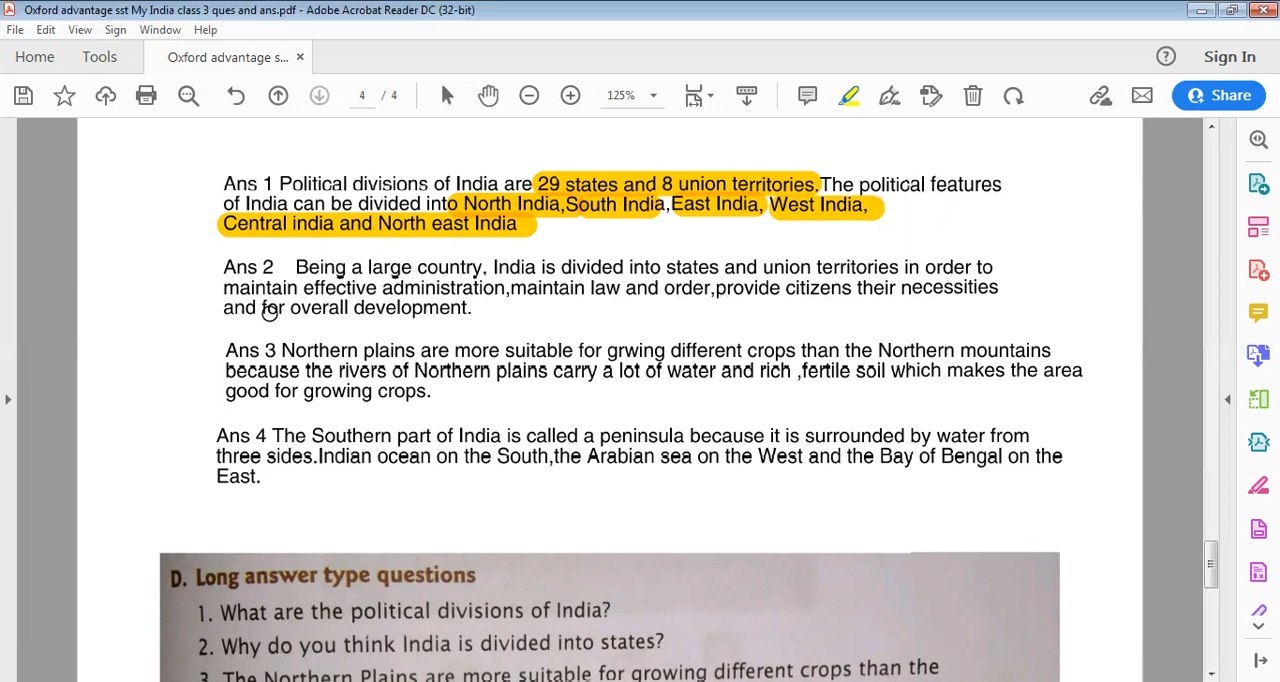 Oxford advantage sst My India class 3 ques and ans.pdf - Adobe Acrobat Reader DC (32-bit)
File Edit View Sign Window Help
Home Tools Oxford advantage s... × Sign In
4 / 4 125% Share
Ans 1 Political divisions of India are 29 states and 8 union territories.The political features
of India can be divided into North India,South India,East India, West India,
Central india and North east India
Ans 2 Being a large country, India is divided into states and union territories in order to
maintain effective administration,maintain law and order,provide citizens their necessities
and for overall development.
Ans 3 Northern plains are more suitable for grwing different crops than the Northern mountains
because the rivers of Northern plains carry a lot of water and rich ,fertile soil which makes the area
good for growing crops.
Ans 4 The Southern part of India is called a peninsula because it is surrounded by water from
three sides.Indian ocean on the South,the Arabian sea on the West and the Bay of Bengal on the
East.
D. Long answer type questions
1. What are the political divisions of India?
2. Why do you think India is divided into states?
3. The Northern Plains are more suitable for growing different crops than the